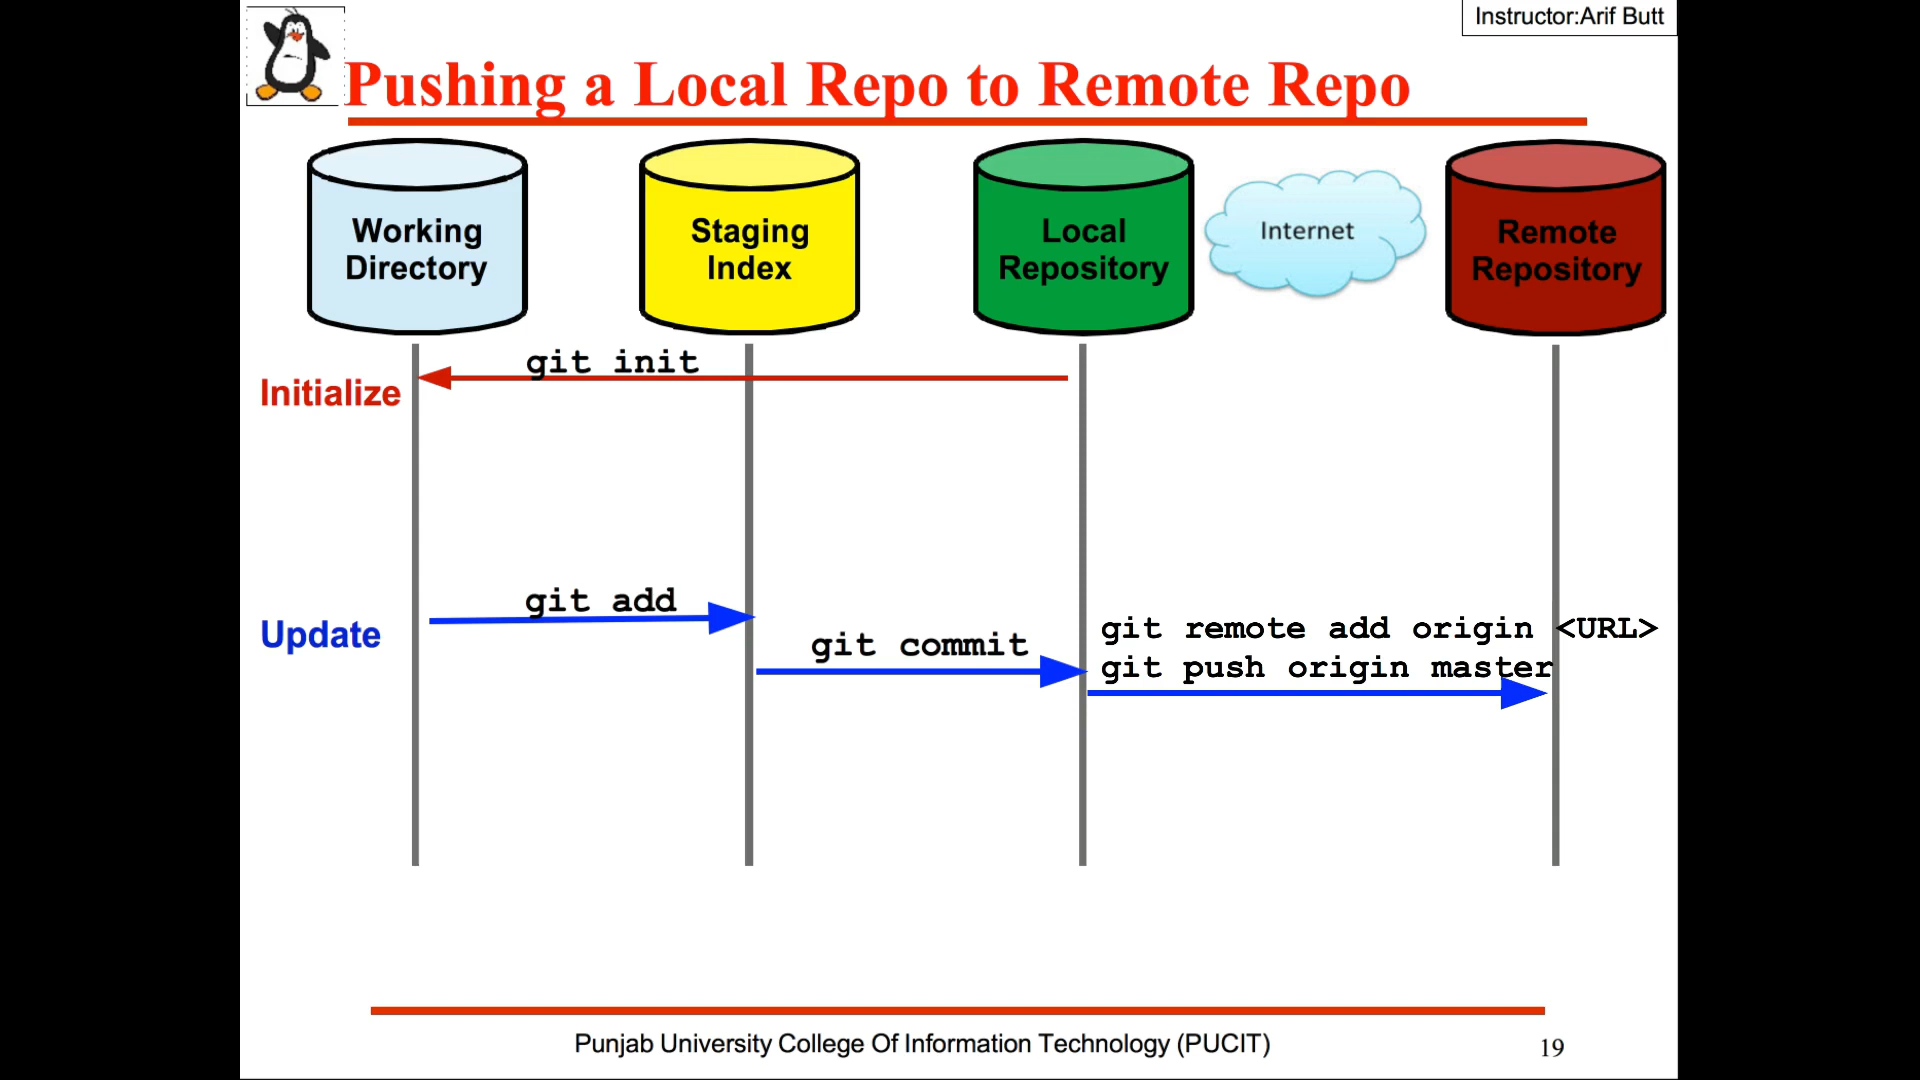 Instructor:Arif Butt
Pushing a Local Repo to Remote Repo
Working
Directory
Staging
Index
Local
Repository
Internet
Remote
Repository
git init
Initialize
git add
Update
git commit
git remote add origin <URL>
git push origin master
Punjab University College Of Information Technology (PUCIT)
19